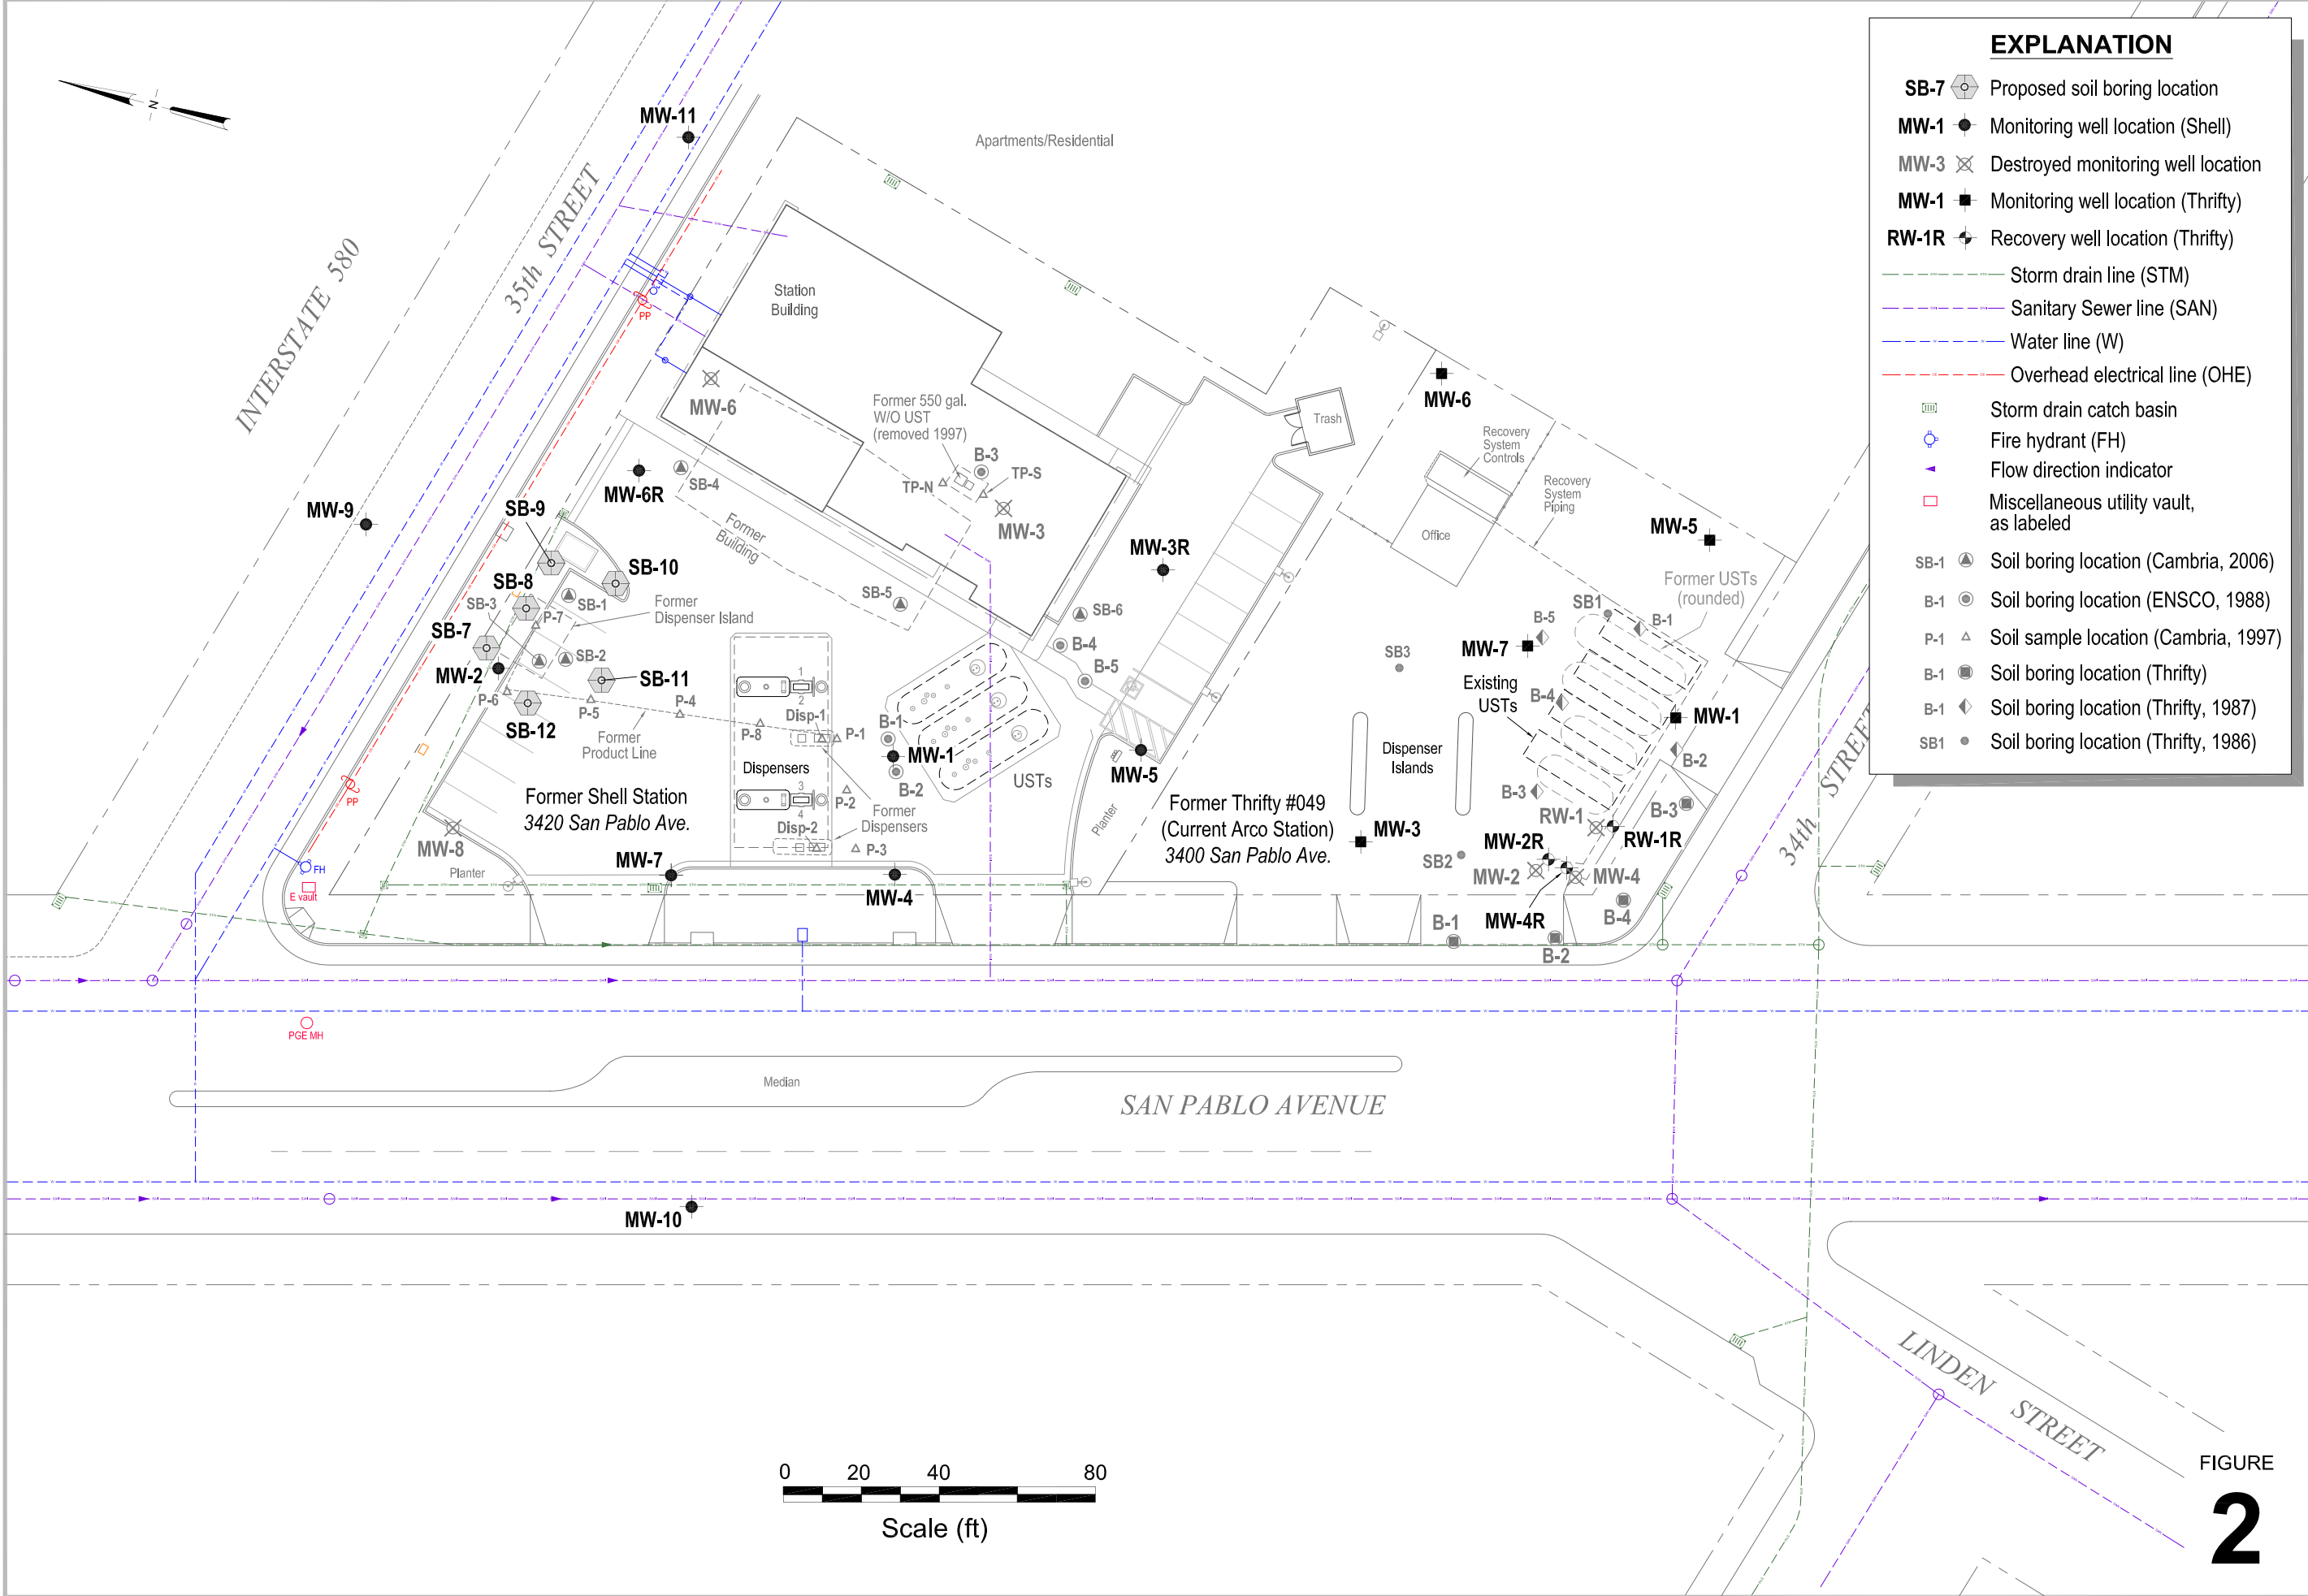 EXPLANATION
SB-7 Proposed soil boring location
MW-1 Monitoring well location (Shell)
MW-3 Destroyed monitoring well location
MW-1 Monitoring well location (Thrifty)
RW-1R Recovery well location (Thrifty)
Storm drain line (STM)
Sanitary Sewer line (SAN)
Water line (W)
Overhead electrical line (OHE)
Storm drain catch basin
Fire hydrant (FH)
Flow direction indicator
Miscellaneous utility vault,
as labeled
SB-1 Soil boring location (Cambria, 2006)
B-1 Soil boring location (ENSCO, 1988)
P-1 Soil sample location (Cambria, 1997)
B-1 Soil boring location (Thrifty)
B-1 Soil boring location (Thrifty, 1987)
SB1 Soil boring location (Thrifty, 1986)
N
INTERSTATE 580
35th STREET
MW-11
Apartments/Residential
Station
Building
PP
MW-6
Former 550 gal.
W/O UST
(removed 1997)
B-3
TP-N
TP-S
MW-3
MW-6R
SB-4
MW-9
SB-9
SB-10
SB-8
SB-3
SB-1
P-7
SB-7
MW-2
SB-2
SB-11
P-6
P-5
P-4
SB-12
Former
Building
Former
Dispenser Island
Former
Product Line
SB-5
MW-3R
SB-6
B-4
B-5
1
2
Disp-1
P-8
P-1
B-1
MW-1
B-2
Dispensers
3
4
Disp-2
P-2
P-3
Former
Dispensers
USTs
MW-5
Planter
Former Shell Station
3420 San Pablo Ave.
PP
MW-8
Planter
FH
E vault
MW-7
MW-4
PGE MH
Trash
MW-6
Recovery
System
Controls
Recovery
System
Piping
Office
MW-5
Former USTs
(rounded)
SB1
B-1
B-5
MW-7
SB3
Existing
USTs
B-4
MW-1
B-2
Dispenser
Islands
B-3
B-3
RW-1
RW-1R
Former Thrifty #049
(Current Arco Station)
3400 San Pablo Ave.
MW-3
SB2
MW-2R
MW-2
MW-4
MW-4R
B-4
B-1
B-2
34th STREET
Median
SAN PABLO AVENUE
MW-10
LINDEN STREET
0 20 40 80
Scale (ft)
FIGURE
2